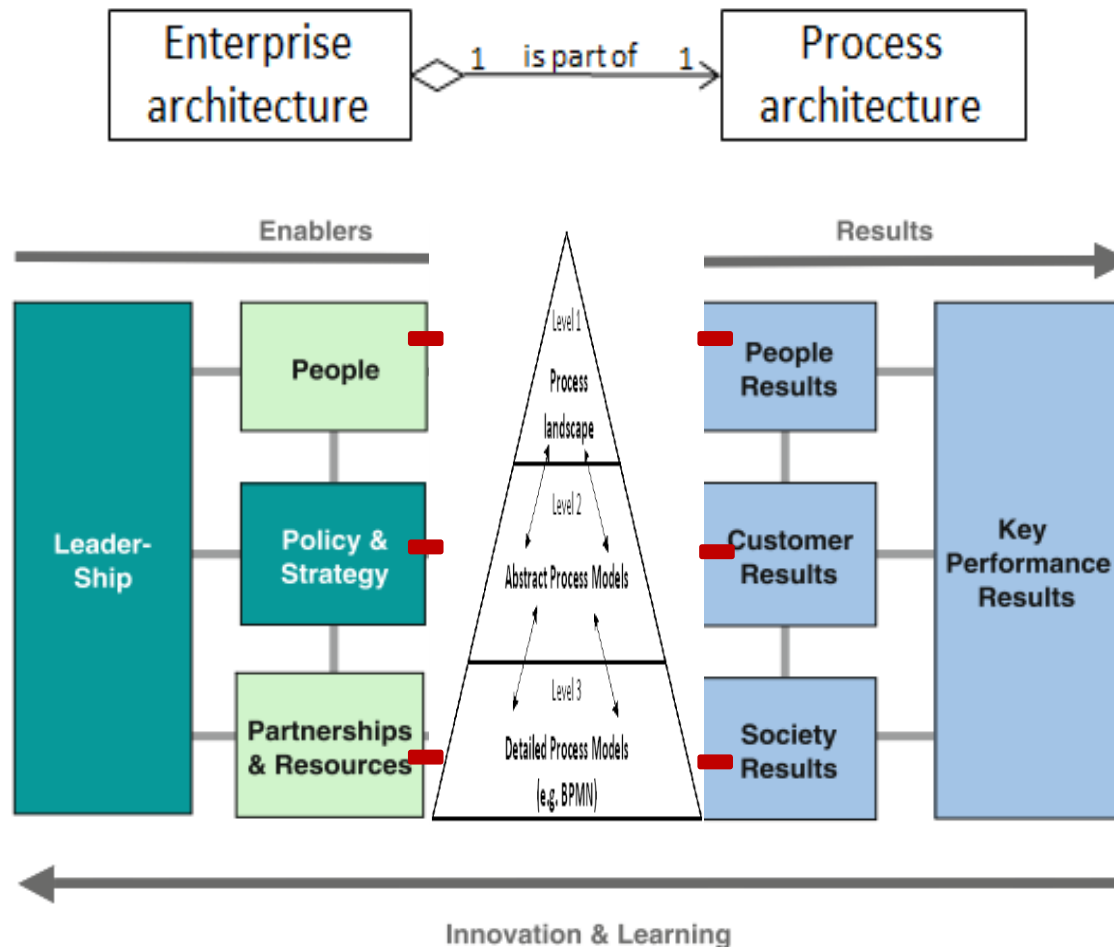 Enterprise
architecture
1
is part of
1
Process
architecture
Enablers
Results
Leader-
Ship
People
Policy &
Strategy
Partnerships
& Resources
Level 1
Process
landscape
Level 2
Abstract Process Models
Level 3
Detailed Process Models
(e.g. BPMN)
People
Results
Customer
Results
Society
Results
Key
Performance
Results
Innovation & Learning